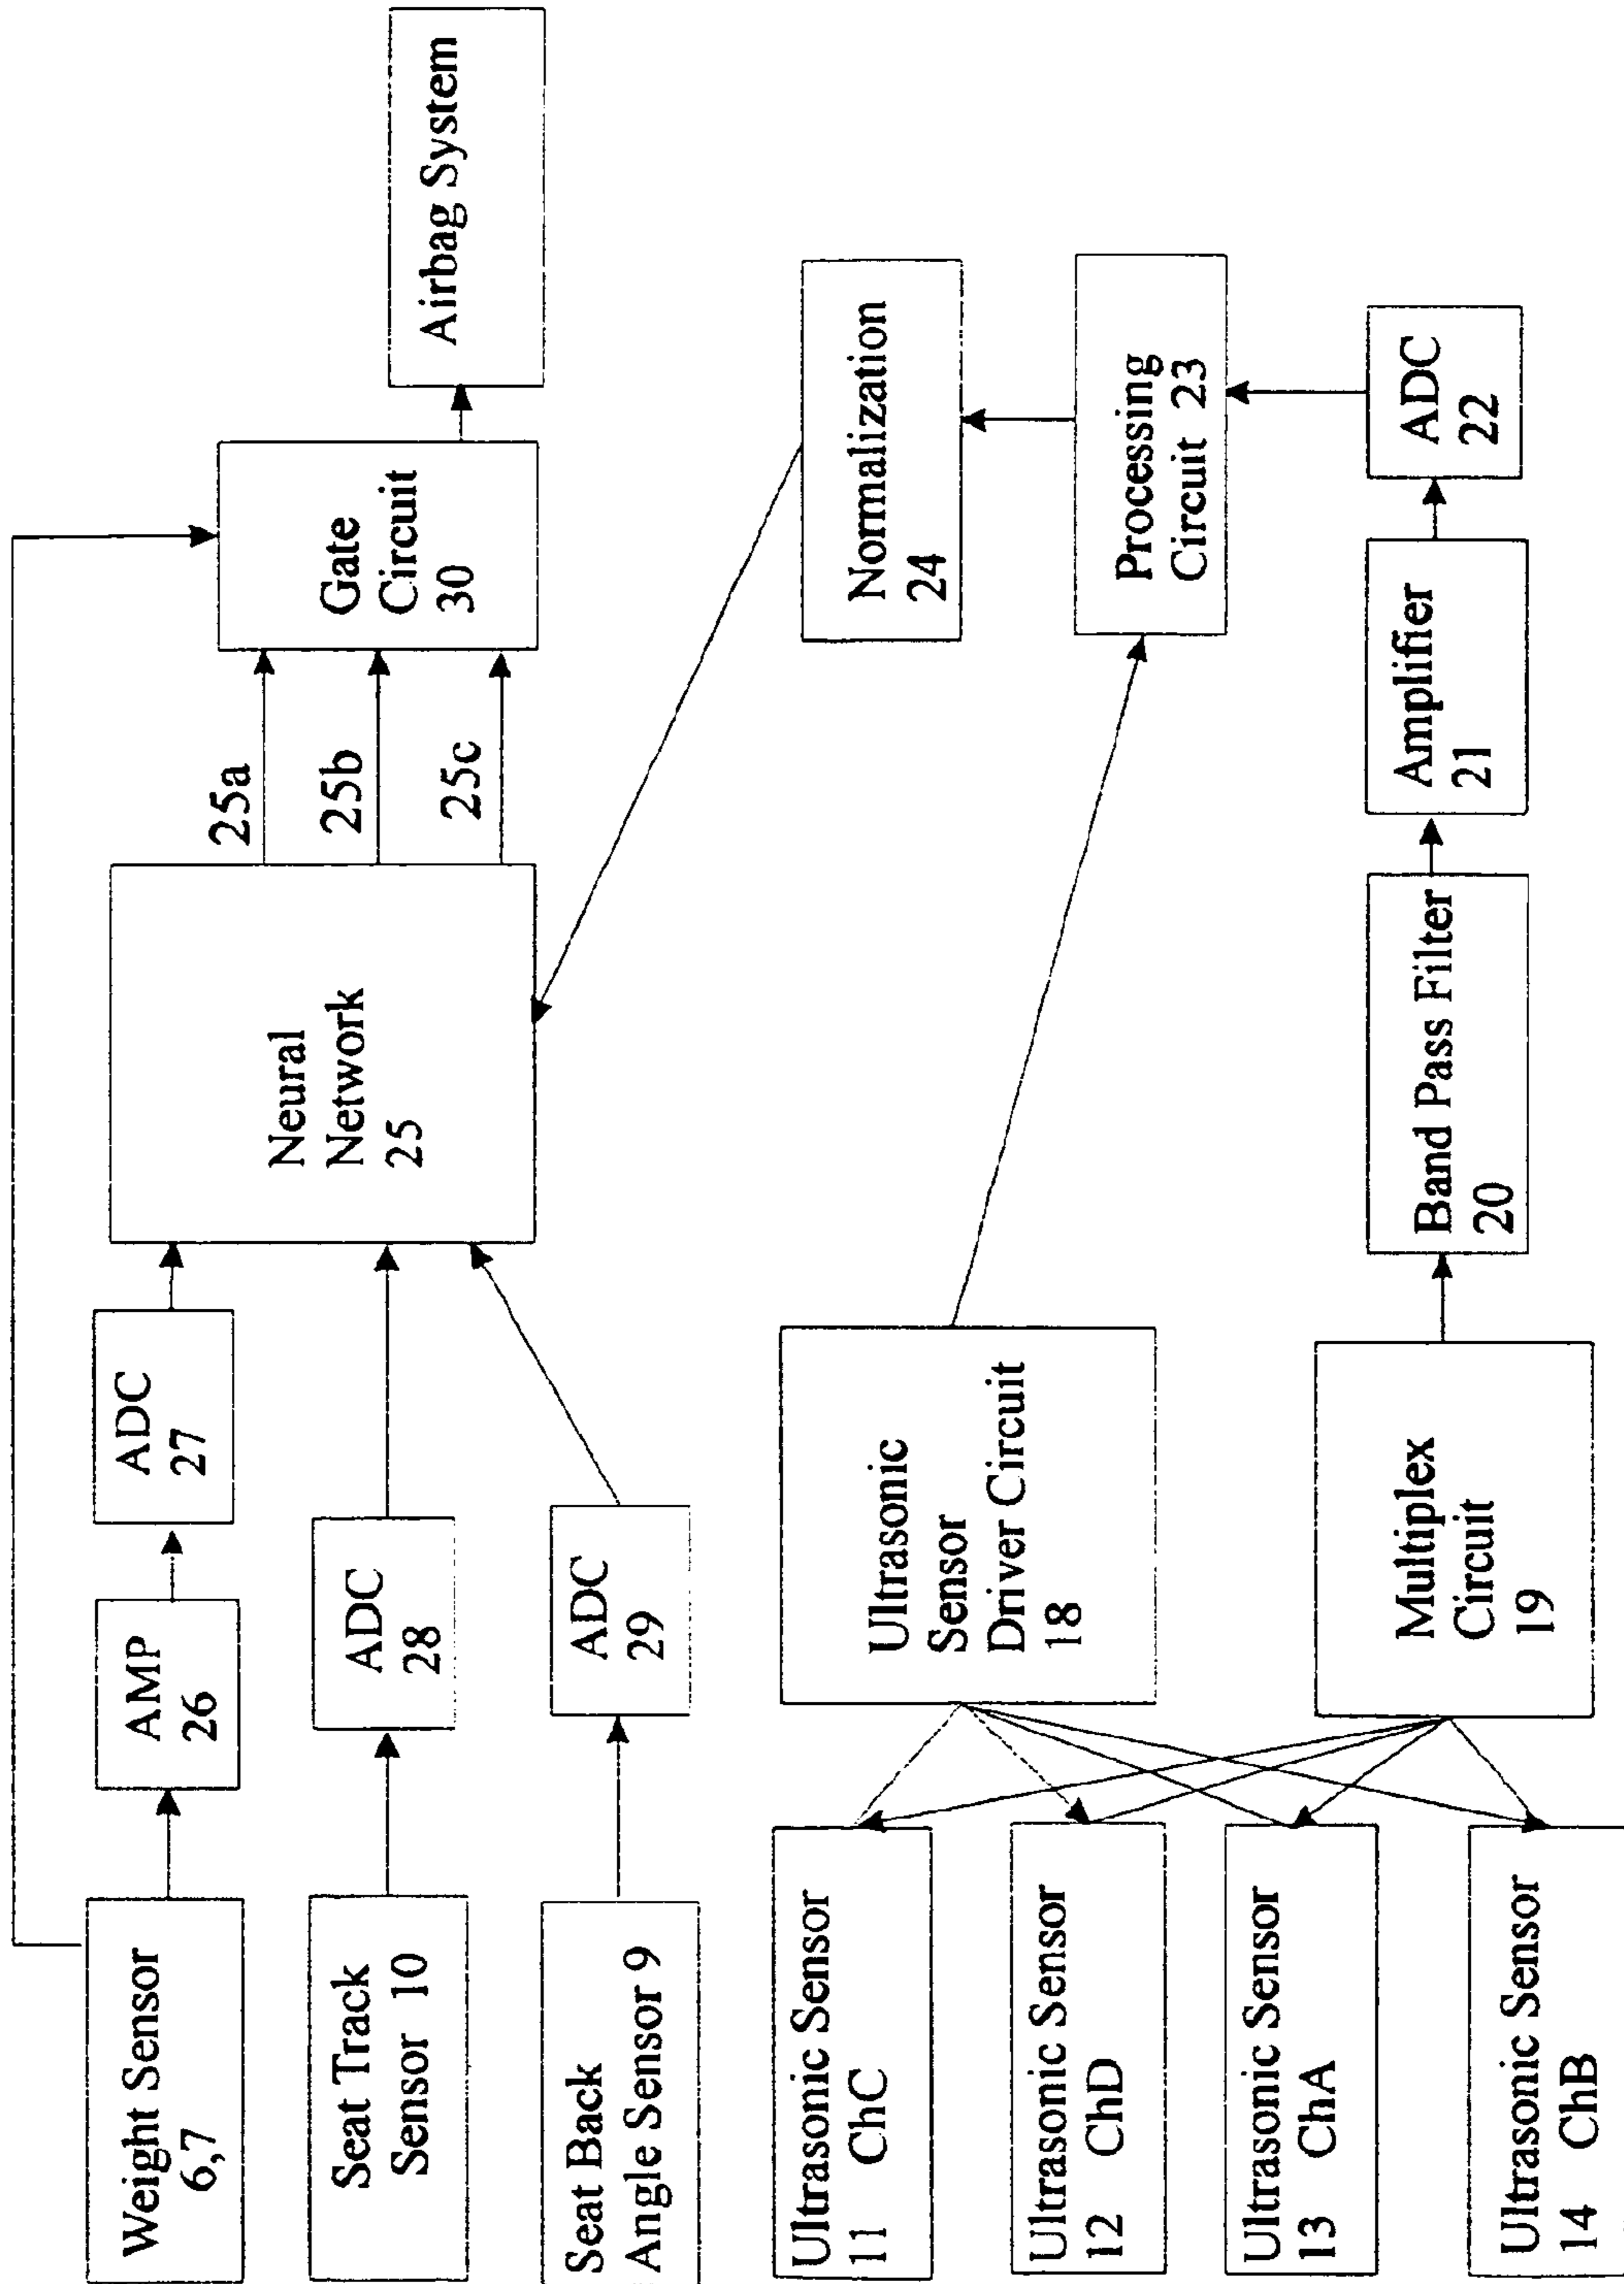 Weight Sensor
6,7
AMP
26
ADC
27
Seat Track
Sensor 10
ADC
28
Seat Back
Angle Sensor 9
ADC
29
Neural
Network
25
25a
25b
25c
Gate
Circuit
30
Airbag System
Ultrasonic Sensor
11 ChC
Ultrasonic Sensor
12 ChD
Ultrasonic Sensor
13 ChA
Ultrasonic Sensor
14 ChB
Ultrasonic
Sensor
Driver Circuit
18
Multiplex
Circuit
19
Band Pass Filter
20
Amplifier
21
ADC
22
Processing
Circuit 23
Normalization
24